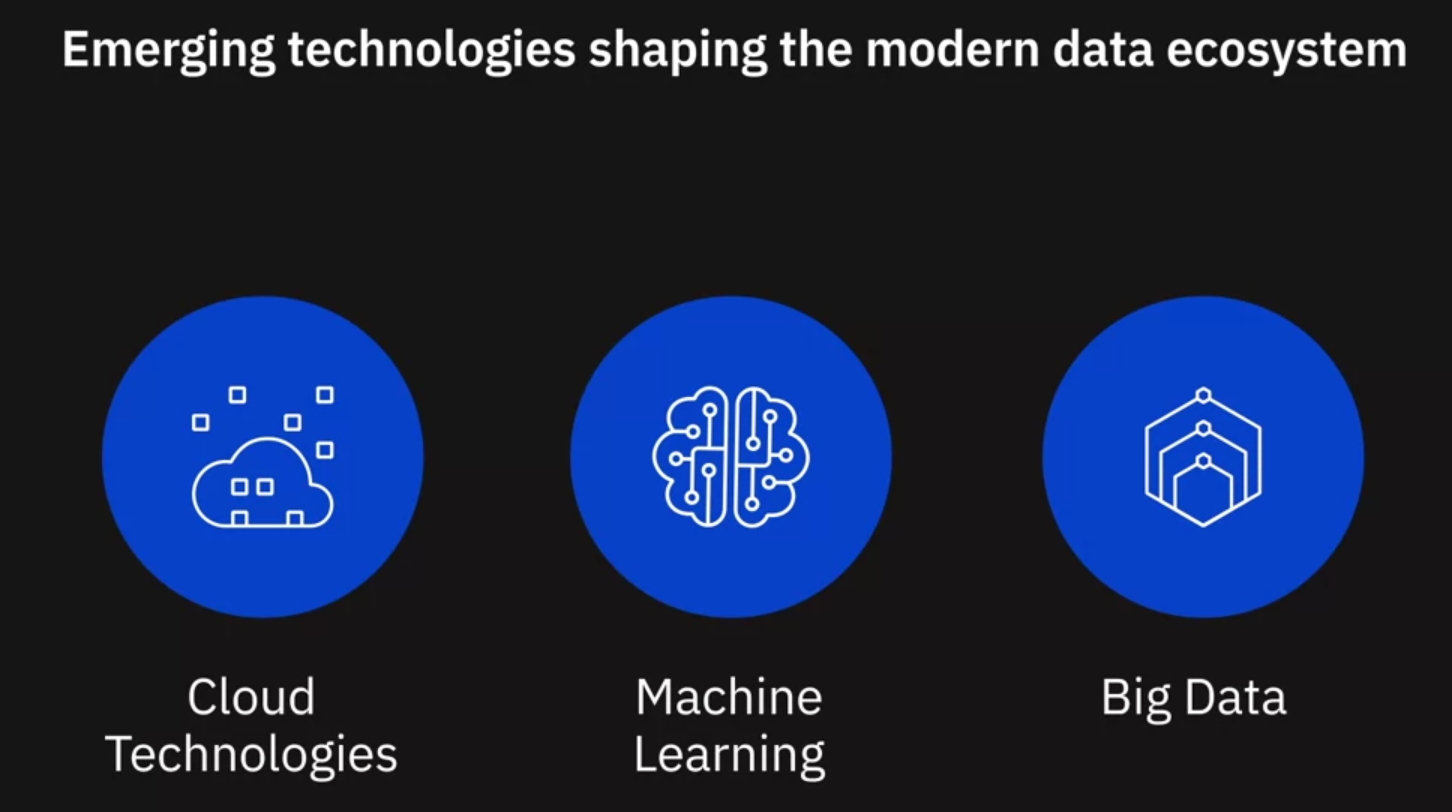 Emerging technologies shaping the modern data ecosystem
Cloud
Technologies
Machine
Learning
Big Data